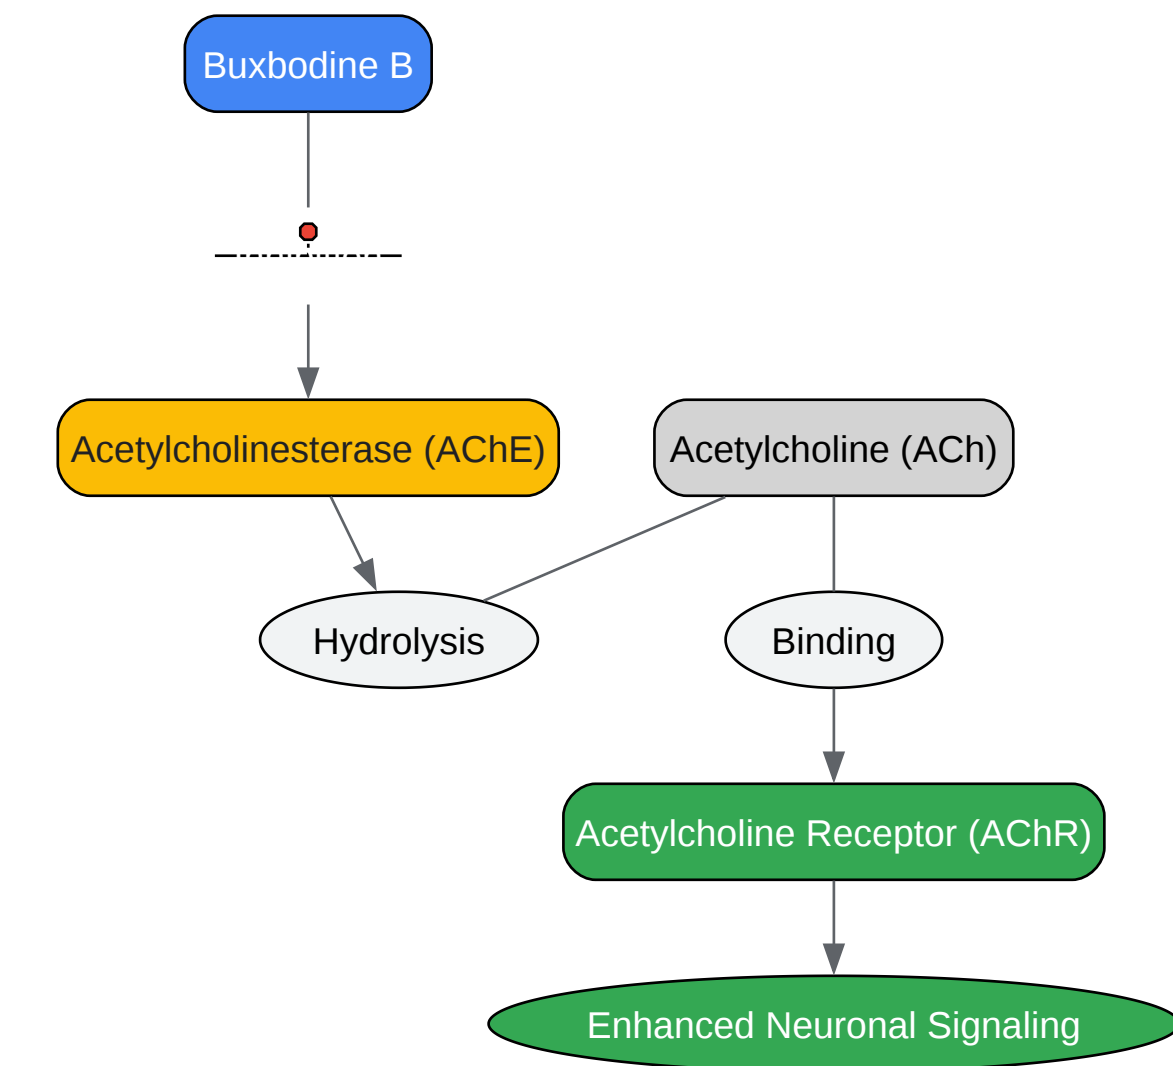 Buxbodine B
Acetylcholinesterase (AChE)
Acetylcholine (ACh)
Hydrolysis
Binding
Acetylcholine Receptor (AChR)
Enhanced Neuronal Signaling